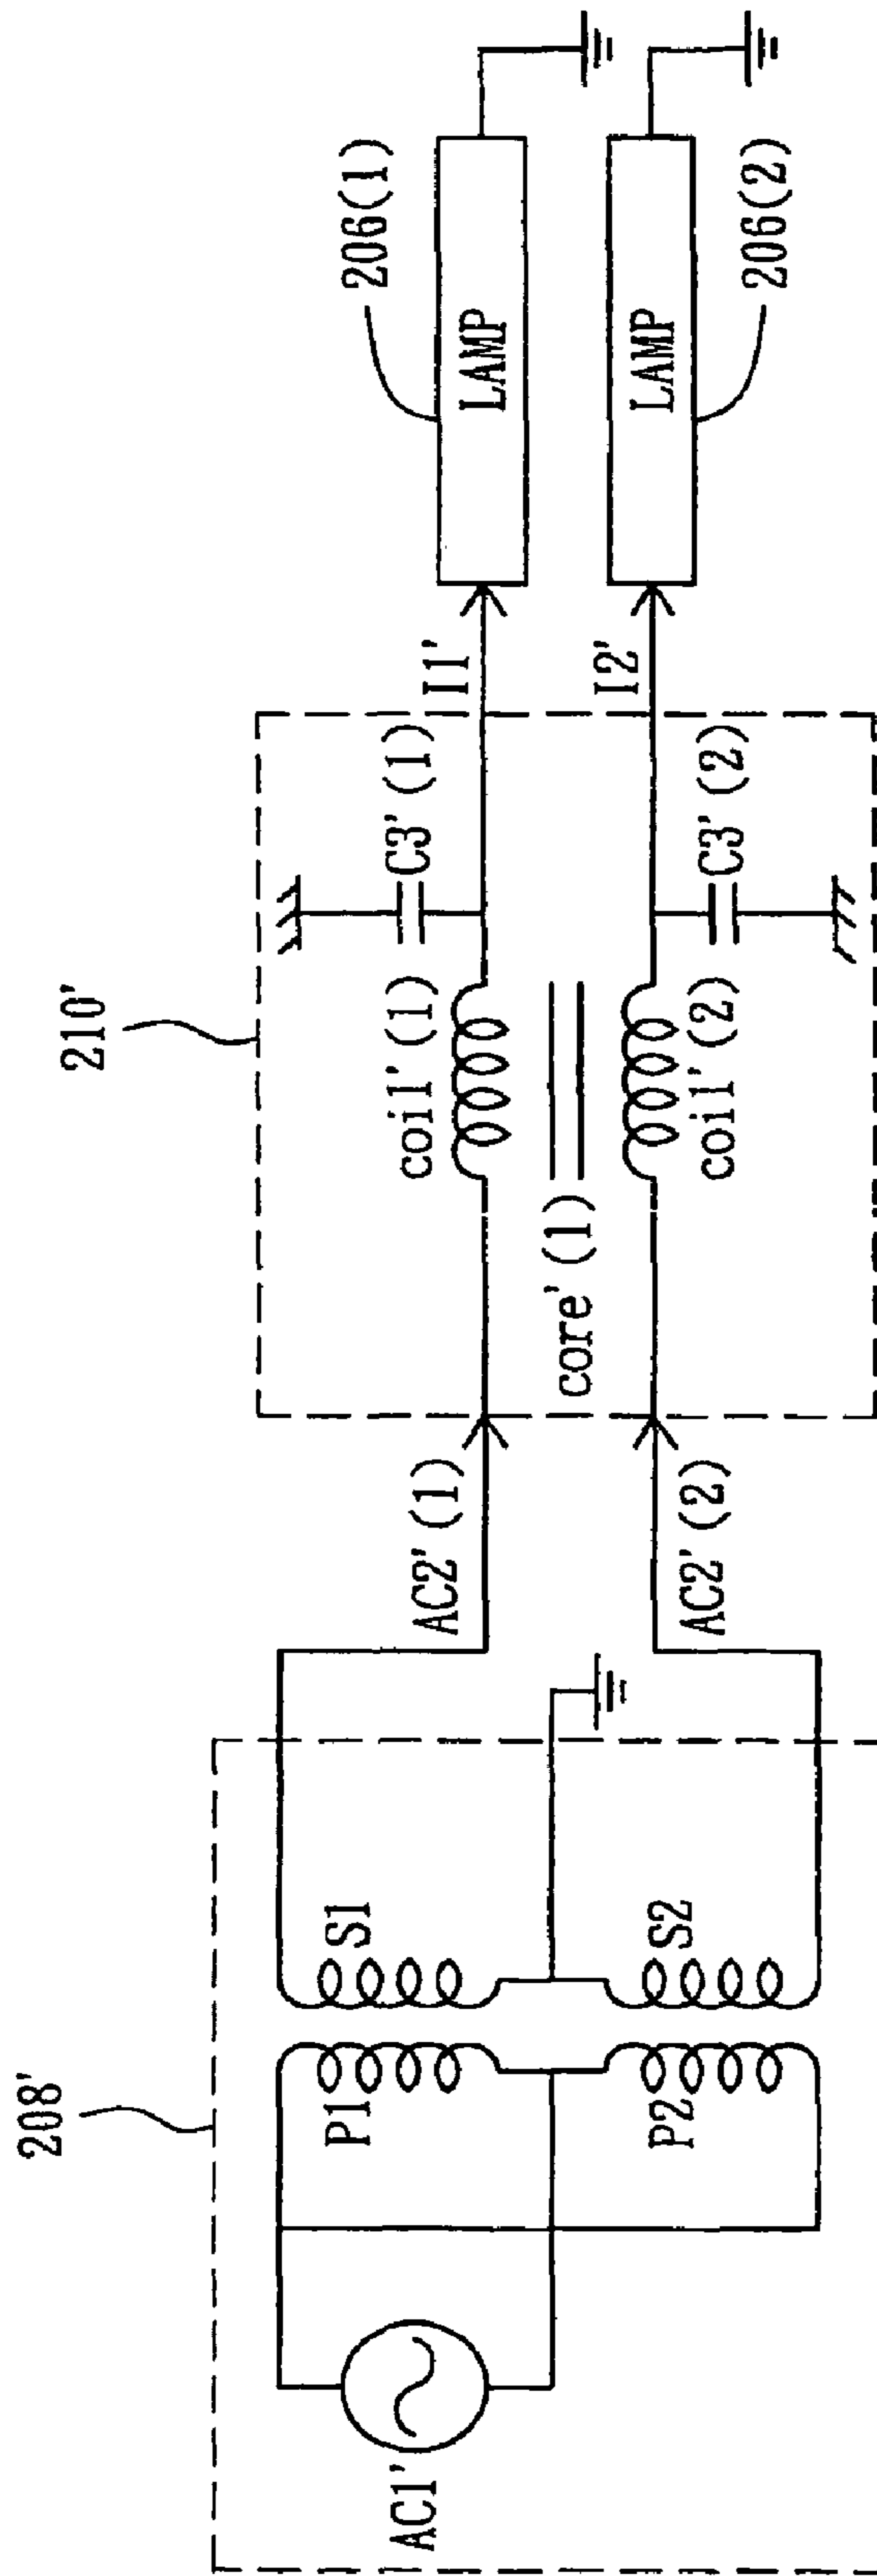 208'
AC1'
P1
S1
P2
S2
AC2'(1)
AC2'(2)
210'
coil'(1)
C3'(1)
core'(1)
coil'(2)
C3'(2)
I1'
I2'
206(1)
LAMP
LAMP
206(2)